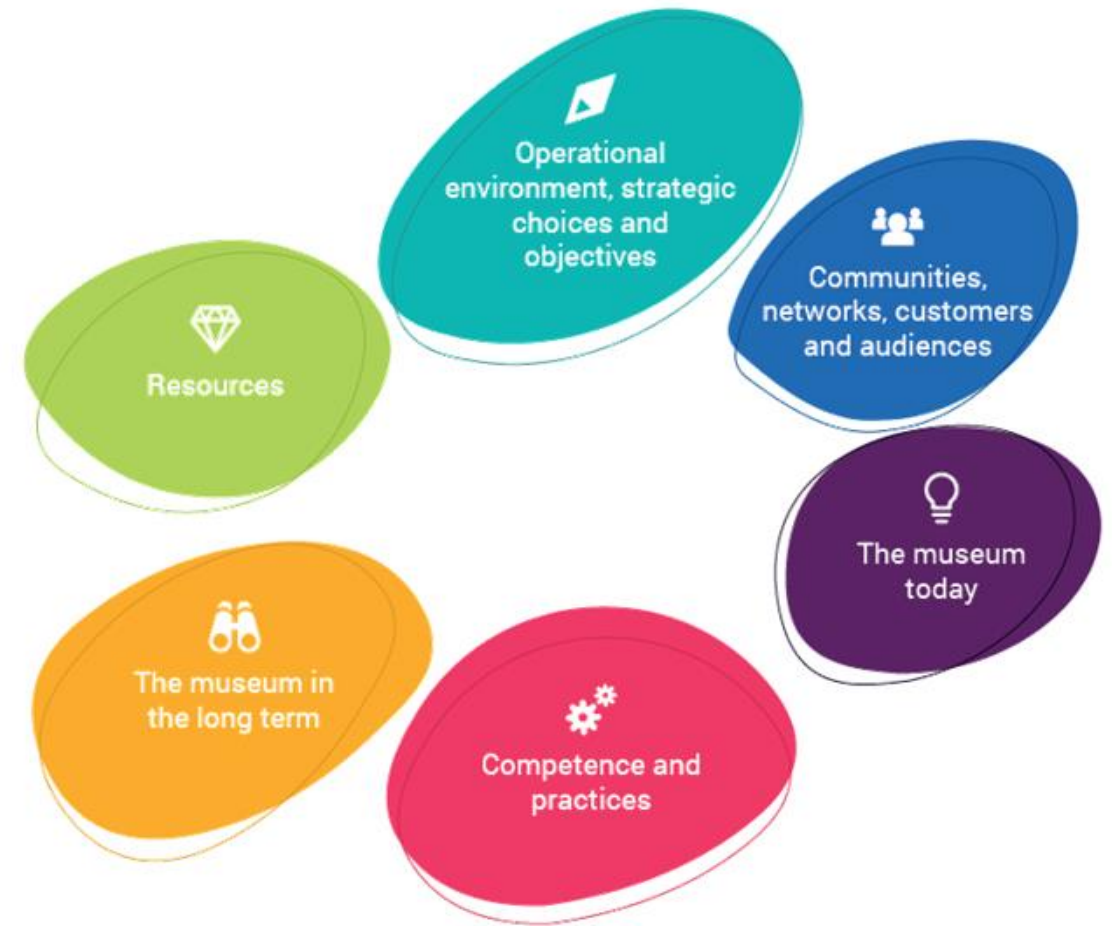 Operational
environment, strategic
choices and
objectives
Communities,
networks, customers
and audiences
The museum
today
Competence and
practices
The museum in
the long term
Resources